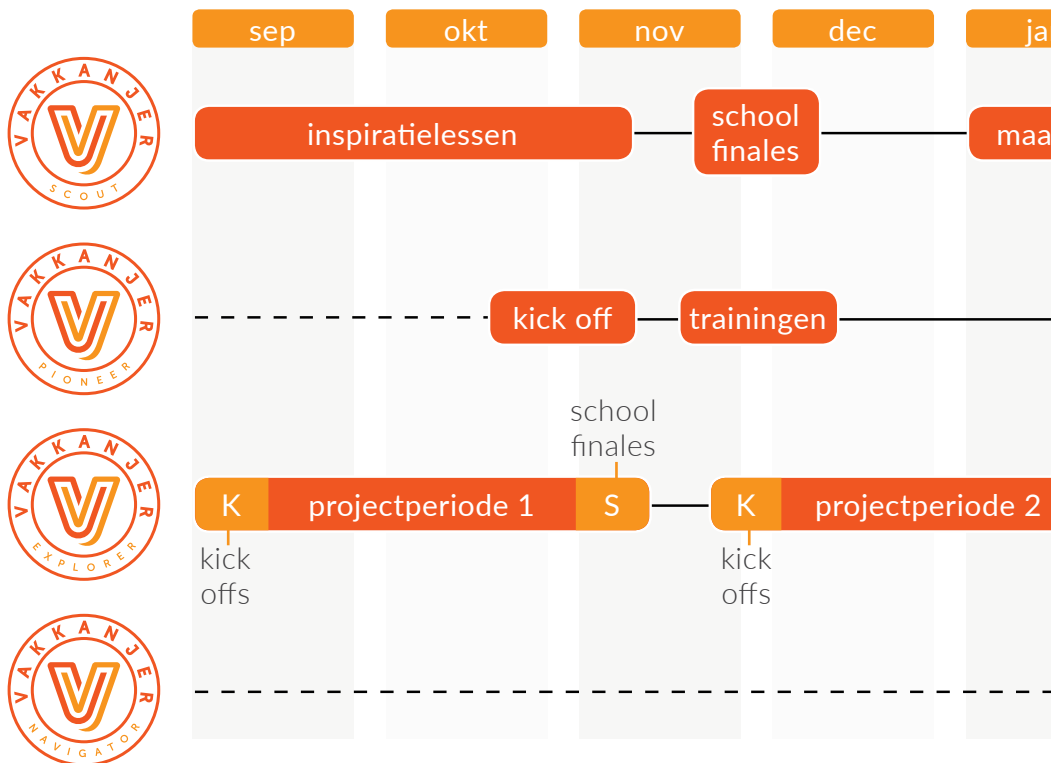 sep okt nov dec ja
VAKKANJER
SCOUT
inspiratielessen
school
finales
maa
VAKKANJER
PIONEER
kick off
trainingen
school
finales
VAKKANJER
EXPLORER
K projectperiode 1 S K projectperiode 2
kick
offs
kick
offs
VAKKANJER
NAVIGATOR